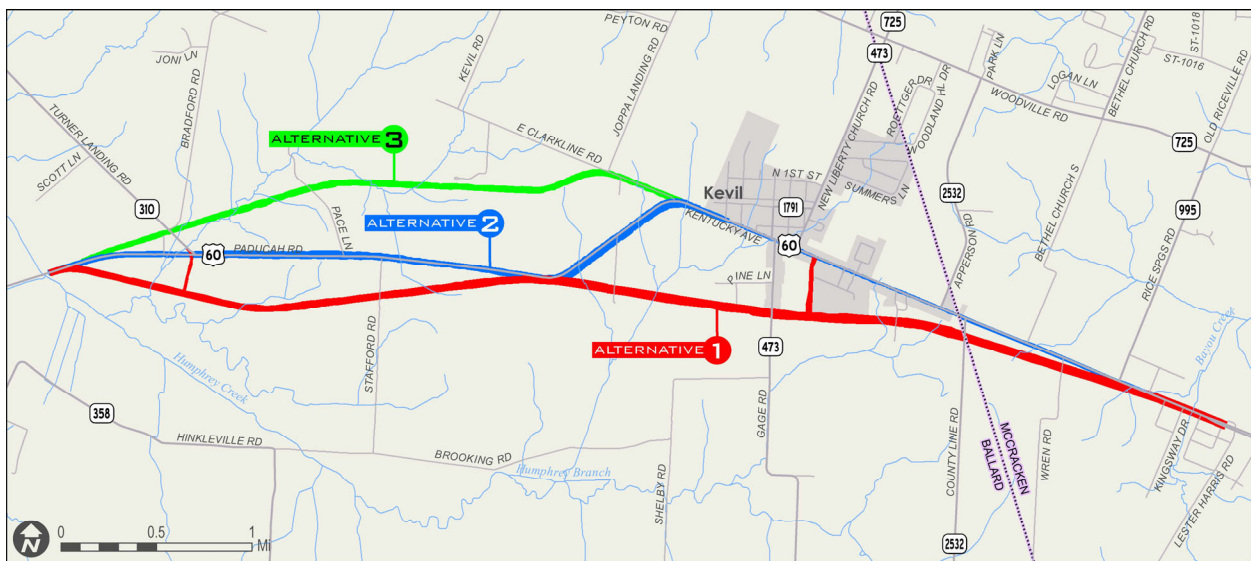 725
473
PEYTON RD
JONI LN
BRADFORD RD
KEVIL RD
JOPPA LANDING RD
NEW LIBERTY CHURCH RD
ROETTGER DR
WOODLAND HL DR
PARK LN
LOGAN LN
BETHEL CHURCH RD
ST-1018
ST-1016
OLD RICEVILLE RD
WOODVILLE RD
725
TURNER LANDING RD
SCOTT LN
310
ALTERNATIVE 3
E CLARKLINE RD
PACE LN
ALTERNATIVE 2
Kevil
N 1ST ST
SUMMERS LN
1791
KENTUCKY AVE
60
2532
APPERSON RD
BETHEL CHURCH S
995
RICE SPGS RD
PADUCAH RD
60
PINE LN
ALTERNATIVE 1
473
Humphrey Creek
STAFFORD RD
Bayou Creek
358
HINKLEVILLE RD
BROOKING RD
Humphrey Branch
SHELBY RD
GAGE RD
COUNTY LINE RD
MCCRACKEN
BALLARD
WREN RD
KINGSWAY DR
LESTER HARRIS RD
2532
N
0 0.5 1
Mi